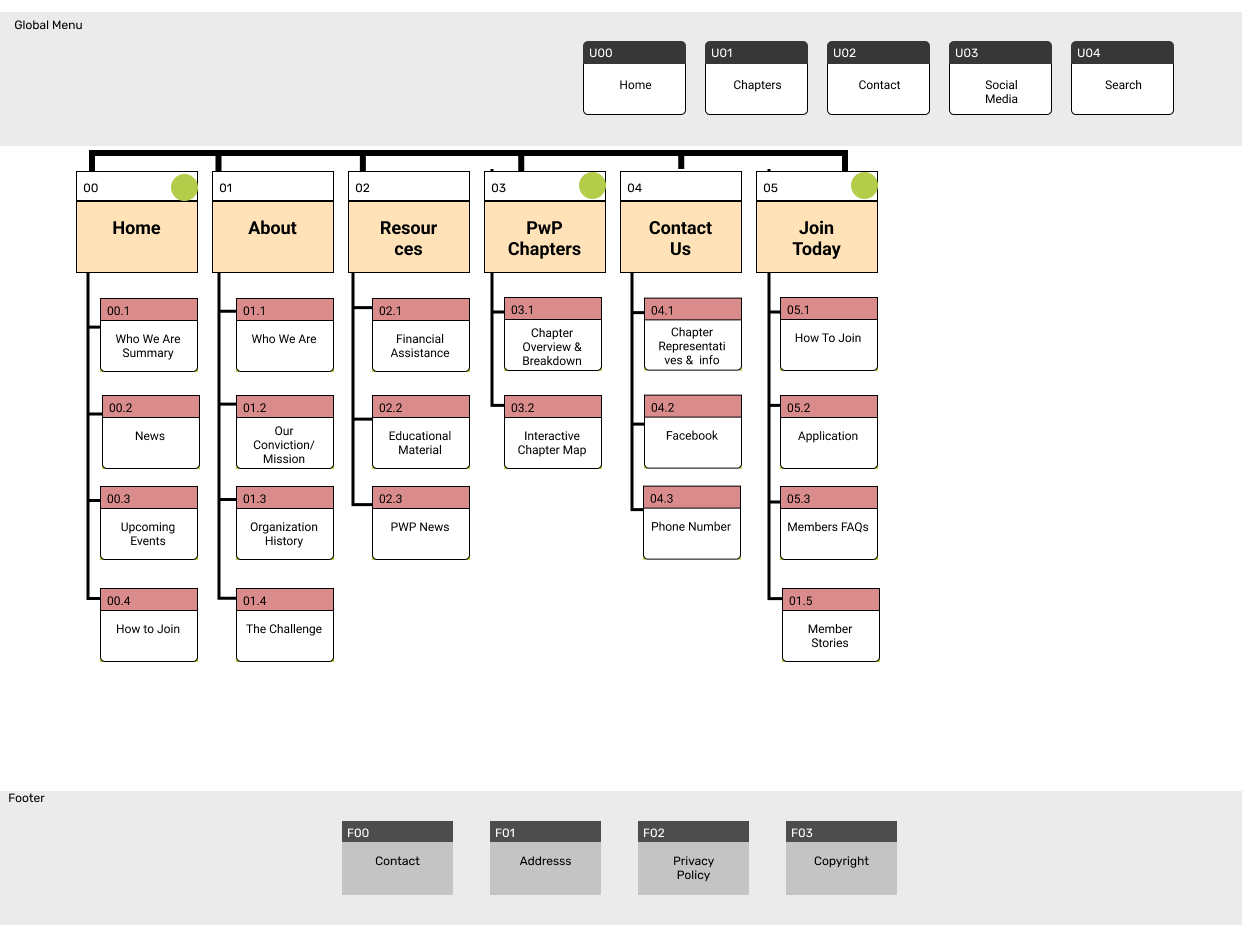 Global Menu
U00
U01
U02
U03
U04
Home
Chapters
Contact
Social
Media
Search
00
01
02
03
04
05
Home
About
Resour
ces
PwP
Chapters
Contact
Us
Join
Today
00.1
Who We Are
Summary
00.2
News
00.3
Upcoming
Events
00.4
How to Join
01.1
Who We Are
01.2
Our
Conviction/
Mission
01.3
Organization
History
01.4
The Challenge
02.1
Financial
Assistance
02.2
Educational
Material
02.3
PWP News
03.1
Chapter
Overview &
Breakdown
03.2
Interactive
Chapter Map
04.1
Chapter
Representati
ves & info
04.2
Facebook
04.3
Phone Number
05.1
How To Join
05.2
Application
05.3
Members FAQs
01.5
Member
Stories
Footer
F00
F01
F02
F03
Contact
Addresss
Privacy
Policy
Copyright